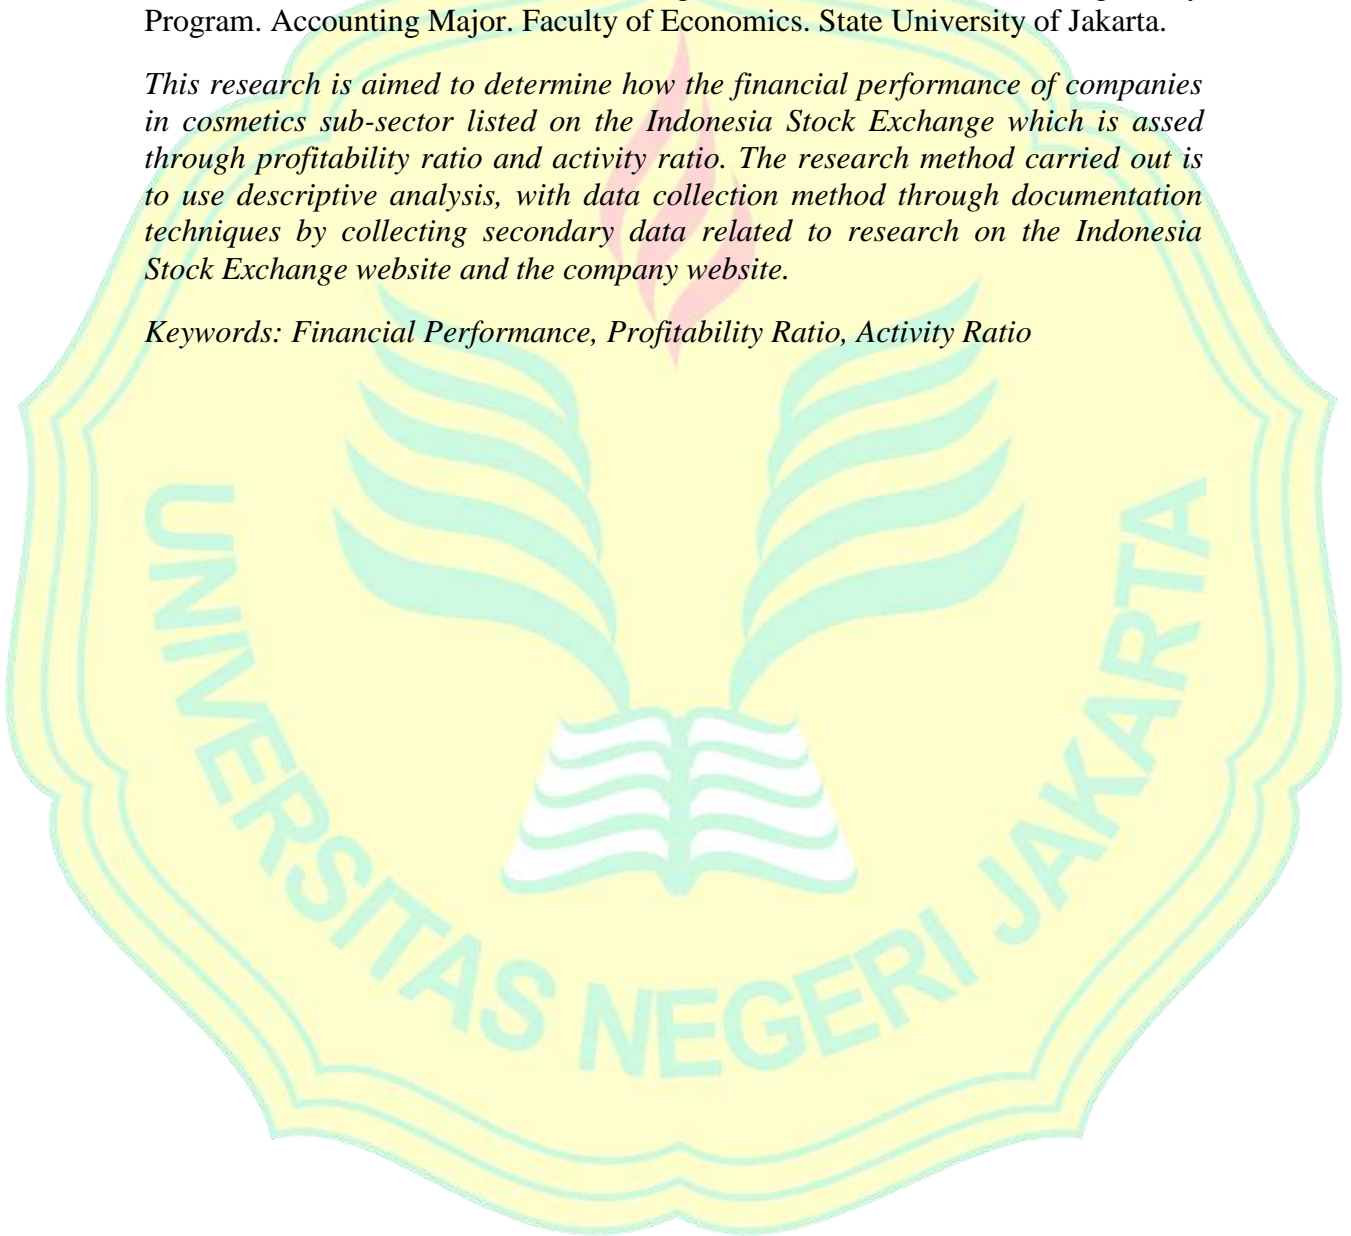 Program. Accounting Major. Faculty of Economics. State University of Jakarta.
This research is aimed to determine how the financial performance of companies
in cosmetics sub-sector listed on the Indonesia Stock Exchange which is assed
through profitability ratio and activity ratio. The research method carried out is
to use descriptive analysis, with data collection method through documentation
techniques by collecting secondary data related to research on the Indonesia
Stock Exchange website and the company website.
Keywords: Financial Performance, Profitability Ratio, Activity Ratio
UNIVERSITAS NEGERI JAKARTA